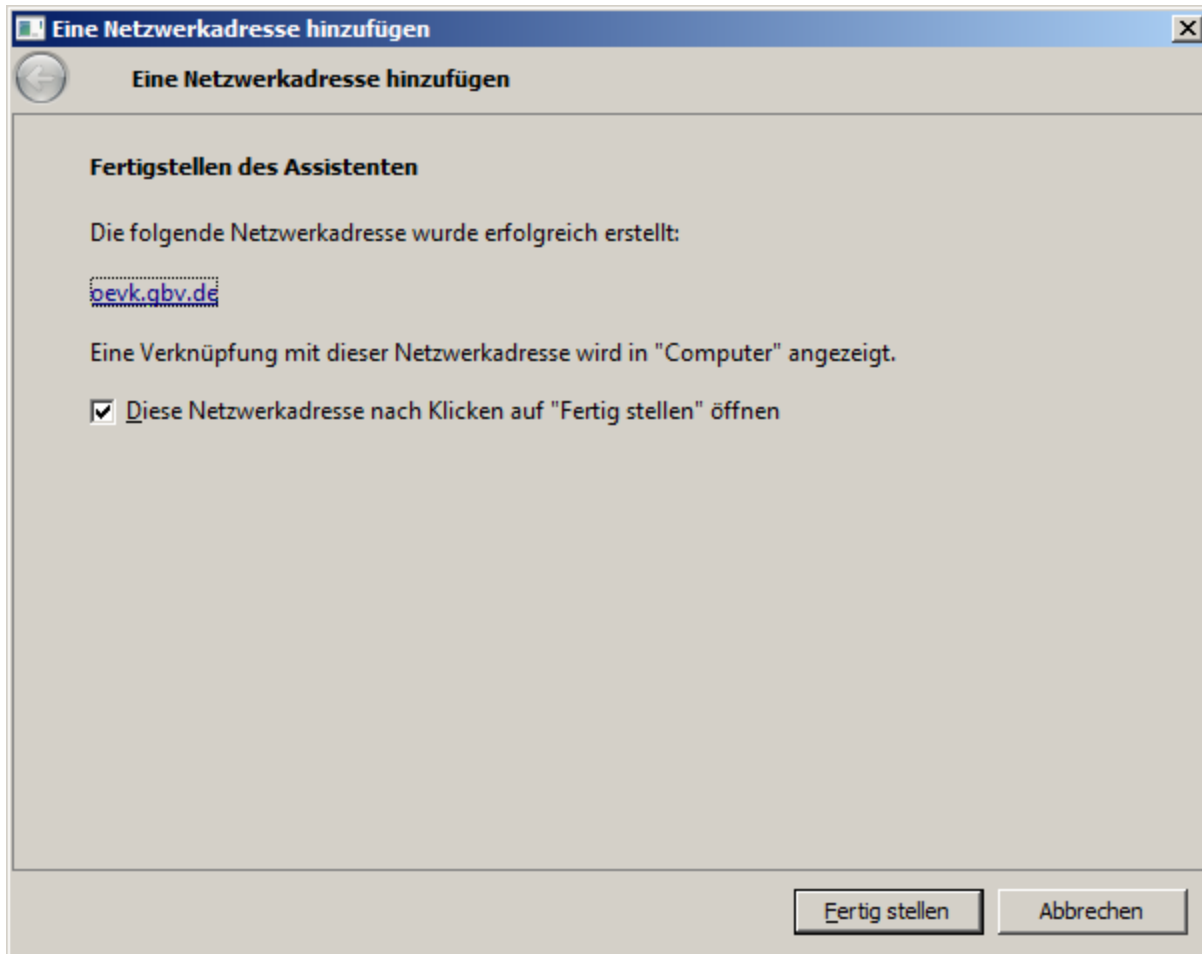 Eine Netzwerkadresse hinzufügen
Eine Netzwerkadresse hinzufügen
Fertigstellen des Assistenten
Die folgende Netzwerkadresse wurde erfolgreich erstellt:
oevk.gbv.de
Eine Verknüpfung mit dieser Netzwerkadresse wird in "Computer" angezeigt.
Diese Netzwerkadresse nach Klicken auf "Fertig stellen" öffnen
Fertig stellen
Abbrechen